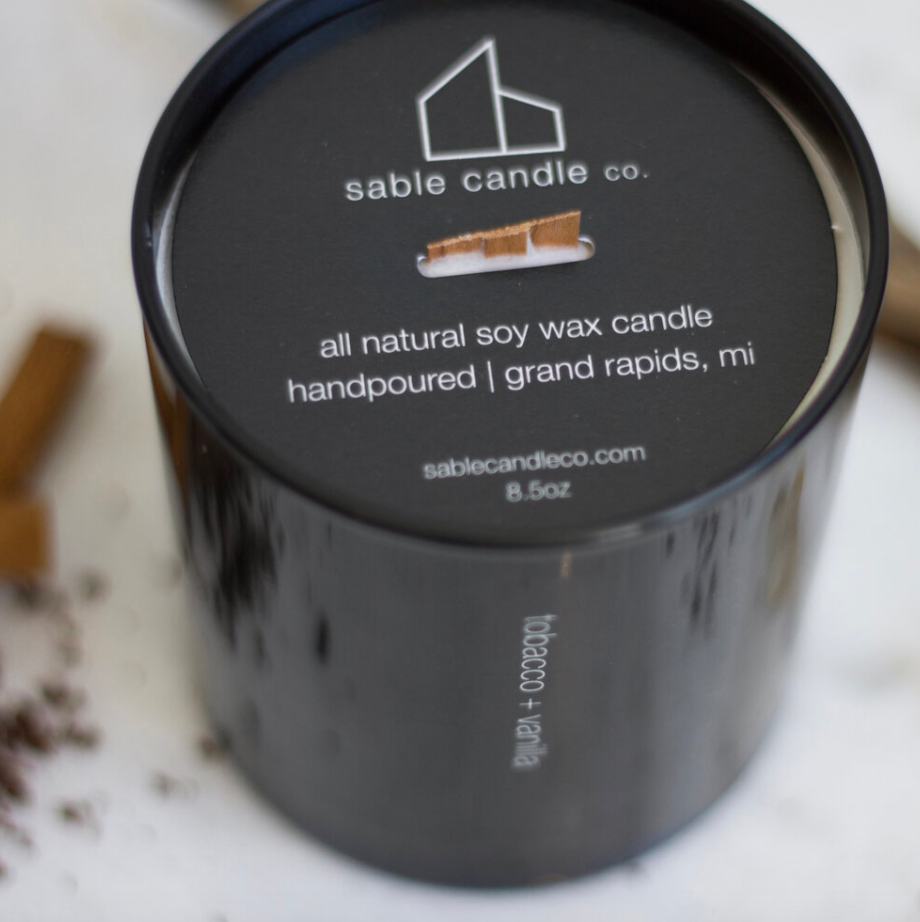 sable candle co.
all natural soy wax candle
handpoured | grand rapids, mi
sablecandleco.com
8.5oz
tobacco + vanilla